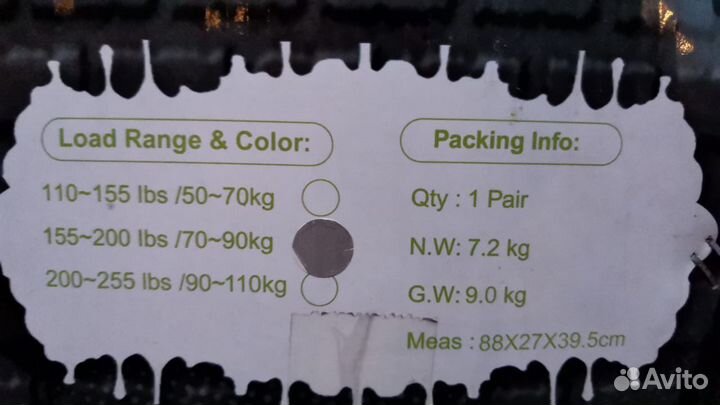 Load Range & Color:
110~155 lbs /50~70kg
155~200 lbs /70~90kg
200~255 lbs /90~110kg
Packing Info:
Qty : 1 Pair
N.W: 7.2 kg
G.W: 9.0 kg
Meas : 88X27X39.5cm
Avito